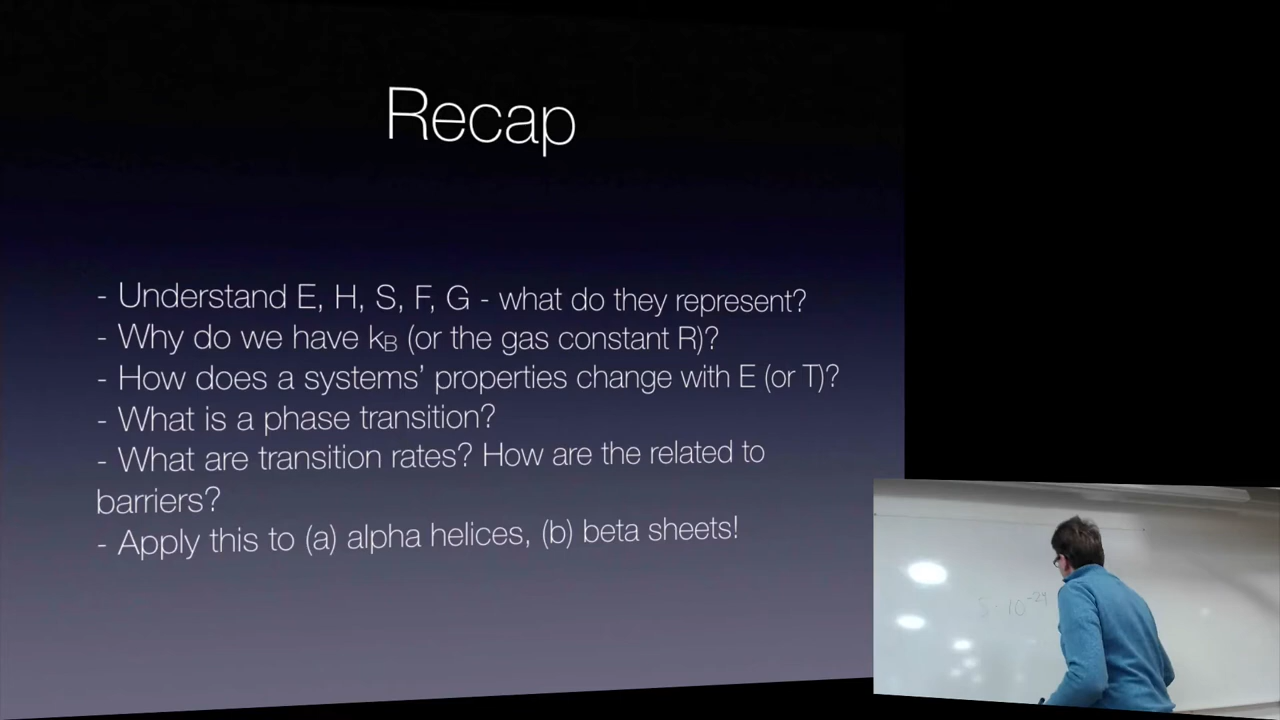 Recap
- Understand E, H, S, F, G - what do they represent?
- Why do we have kB (or the gas constant R)?
- How does a systems' properties change with E (or T)?
- What is a phase transition?
- What are transition rates? How are the related to
barriers?
- Apply this to (a) alpha helices, (b) beta sheets!
10⁻²⁴